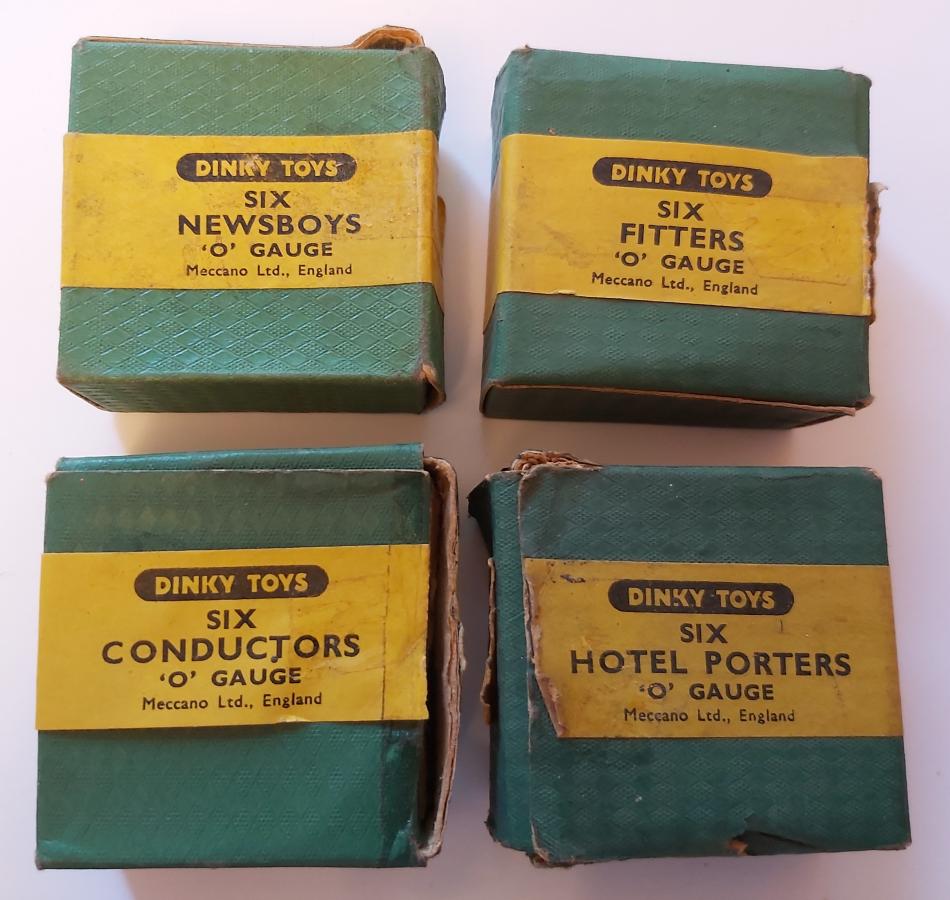 DINKY TOYS
SIX
NEWSBOYS
'O' GAUGE
Meccano Ltd., England
DINKY TOYS
SIX
FITTERS
'O' GAUGE
Meccano Ltd., England
DINKY TOYS
SIX
CONDUCTORS
'O' GAUGE
Meccano Ltd., England
DINKY TOYS
SIX
HOTEL PORTERS
'O' GAUGE
Meccano Ltd., England